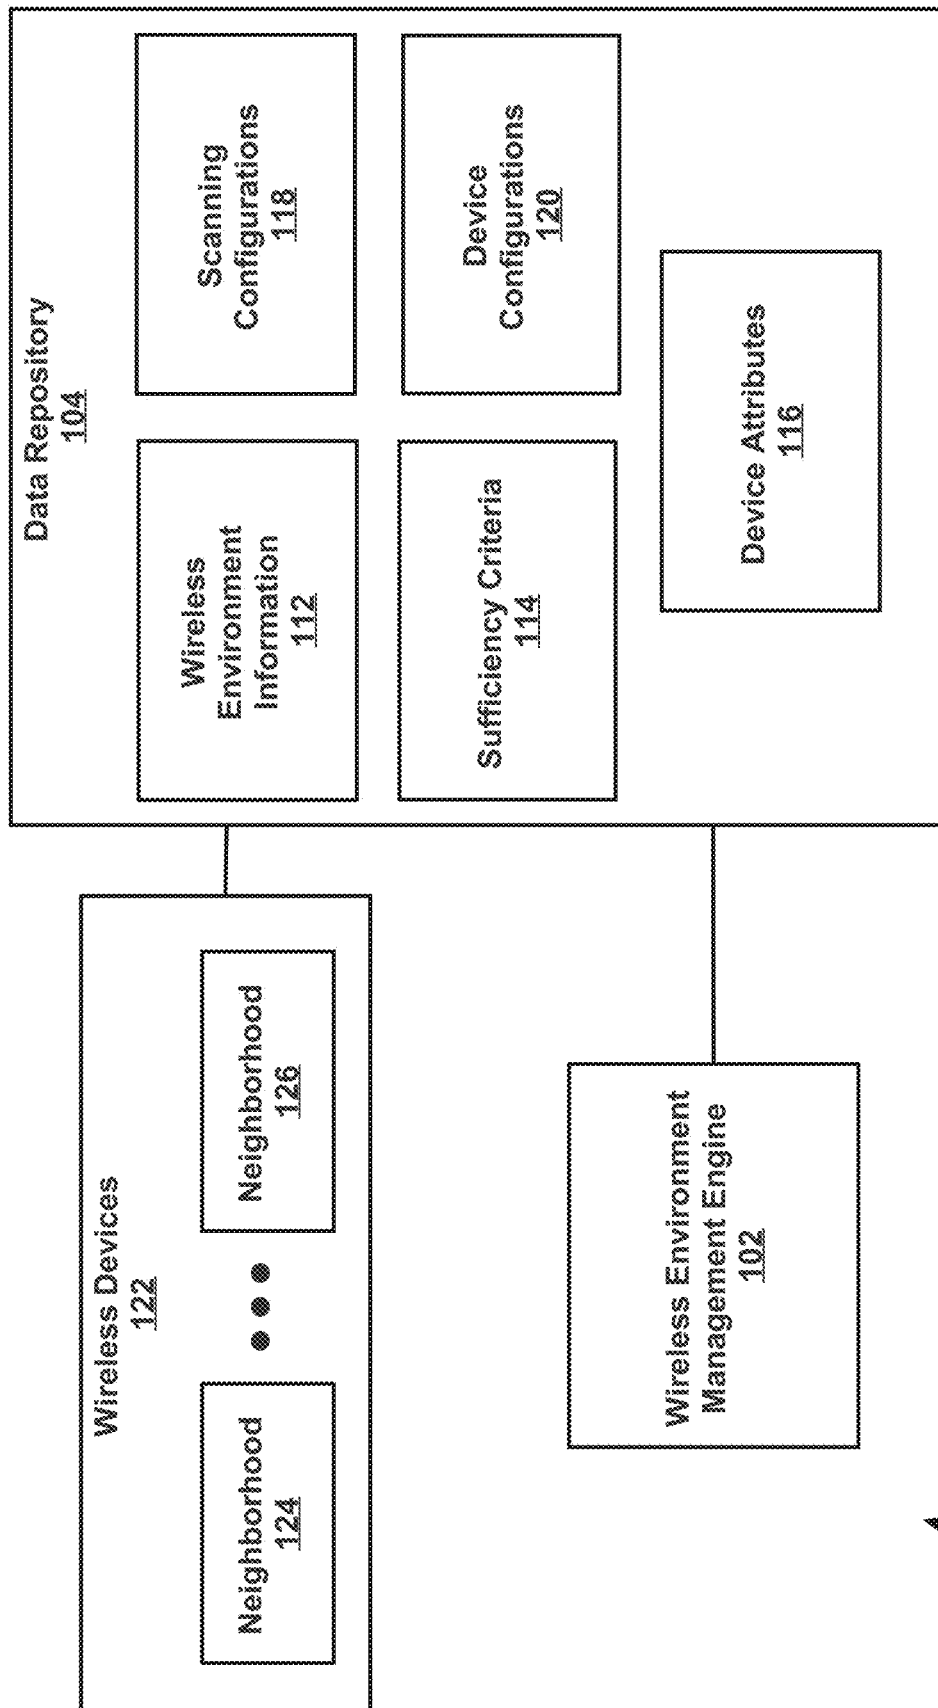 Wireless Devices
122
Neighborhood
124
Neighborhood
126
Wireless Environment
Management Engine
102
Data Repository
104
Wireless
Environment
Information
112
Scanning
Configurations
118
Sufficiency Criteria
114
Device
Configurations
120
Device Attributes
116